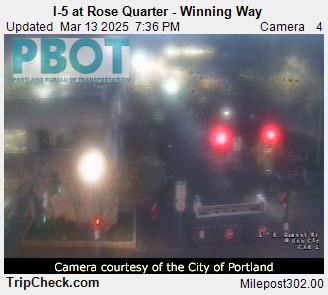 I-5 at Rose Quarter - Winning Way
Updated Mar 13 2025 7:36 PM Camera 4
PBOT
PORTLAND BUREAU OF TRANSPORTATION
Camera courtesy of the City of Portland
TripCheck.com Milepost302.00